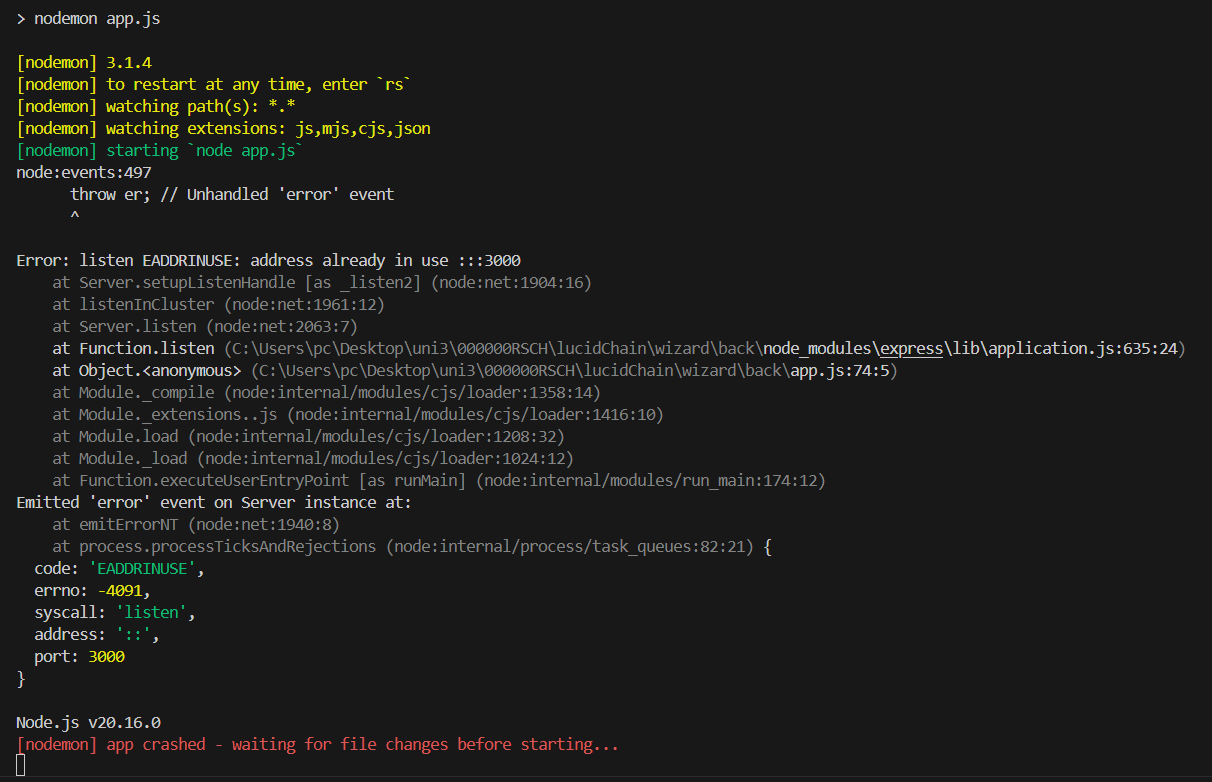 > nodemon app.js
[nodemon] 3.1.4
[nodemon] to restart at any time, enter `rs`
[nodemon] watching path(s): *.*
[nodemon] watching extensions: js,mjs,cjs,json
[nodemon] starting `node app.js`
node:events:497
      throw er; // Unhandled 'error' event
      ^
Error: listen EADDRINUSE: address already in use :::3000
    at Server.setupListenHandle [as _listen2] (node:net:1904:16)
    at listenInCluster (node:net:1961:12)
    at Server.listen (node:net:2063:7)
    at Function.listen (C:\Users\pc\Desktop\uni3\000000RSCH\lucidChain\wizard\back\node_modules\express\lib\application.js:635:24)
    at Object.<anonymous> (C:\Users\pc\Desktop\uni3\000000RSCH\lucidChain\wizard\back\app.js:74:5)
    at Module._compile (node:internal/modules/cjs/loader:1358:14)
    at Module._extensions..js (node:internal/modules/cjs/loader:1416:10)
    at Module.load (node:internal/modules/cjs/loader:1208:32)
    at Module._load (node:internal/modules/cjs/loader:1024:12)
    at Function.executeUserEntryPoint [as runMain] (node:internal/modules/run_main:174:12)
Emitted 'error' event on Server instance at:
    at emitErrorNT (node:net:1940:8)
    at process.processTicksAndRejections (node:internal/process/task_queues:82:21) {
  code: 'EADDRINUSE',
  errno: -4091,
  syscall: 'listen',
  address: '::',
  port: 3000
}
Node.js v20.16.0
[nodemon] app crashed - waiting for file changes before starting...